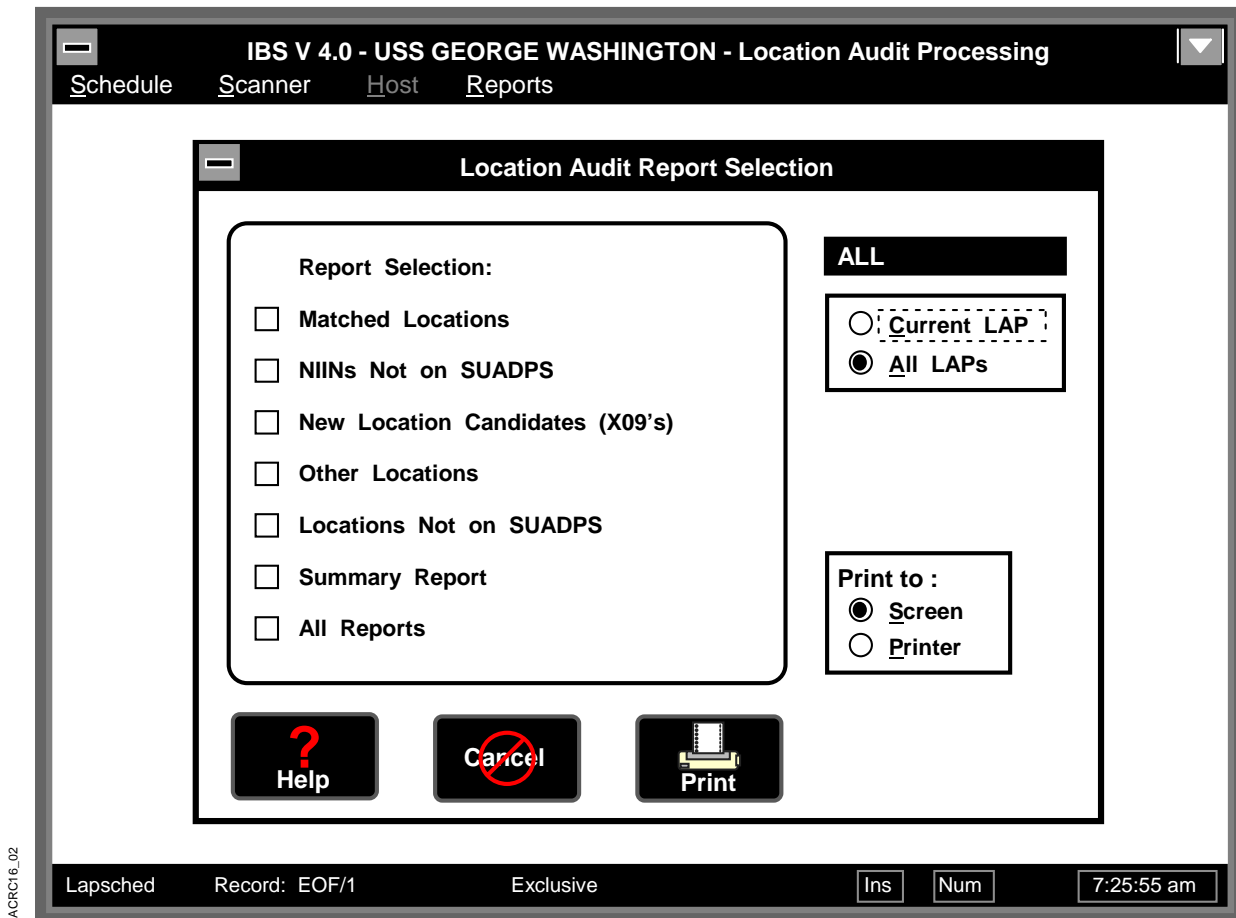 IBS V 4.0 - USS GEORGE WASHINGTON - Location Audit Processing
Schedule Scanner Host Reports
Location Audit Report Selection
Report Selection:
Matched Locations
NIINs Not on SUADPS
New Location Candidates (X09's)
Other Locations
Locations Not on SUADPS
Summary Report
All Reports
ALL
Current LAP
All LAPs
Print to :
Screen
Printer
?
Help
Cancel
Print
Lapsched Record: EOF/1 Exclusive Ins Num 7:25:55 am
ACRC16_02